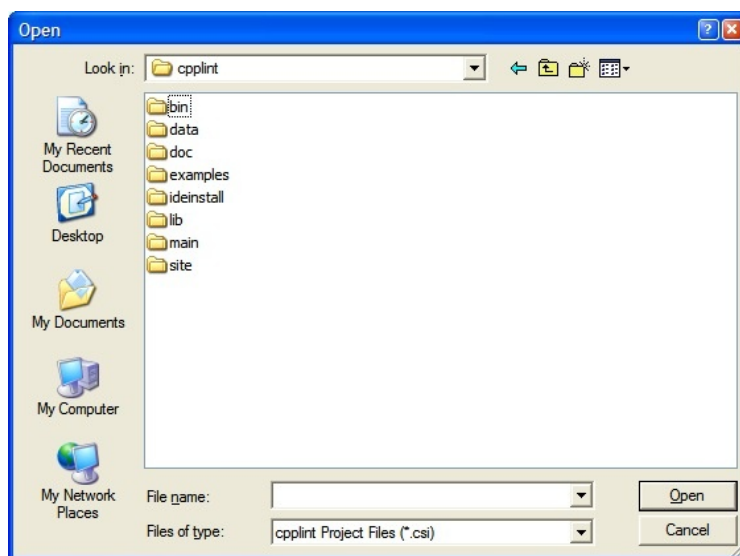 Open
Look in:
cpplint
My Recent
Documents
Desktop
My Documents
My Computer
My Network
Places
bin
data
doc
examples
ideinstall
lib
main
site
File name:
Open
Files of type:
cpplint Project Files (*.csi)
Cancel